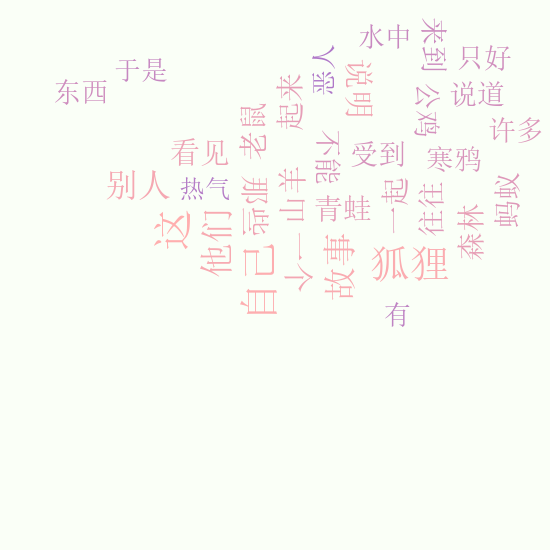 来到
水中
只好
恶人
于是
说明
东西
起来
公鸡
说道
老鼠
许多
看见
不能
受到
寒鸦
别人
热气
那些
山羊
青蛙
一起
往往
蚂蚁
这
他们
自己
一个
故事
狐狸
森林
有